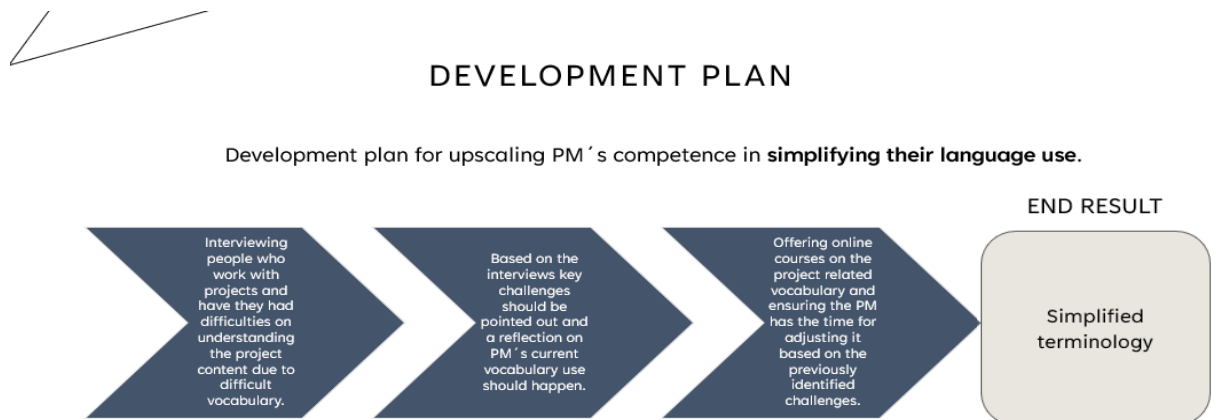 DEVELOPMENT PLAN
Development plan for upscaling PM´s competence in simplifying their language use.
END RESULT
Interviewing
people who
work with
projects and
have they had
difficulties on
understanding
the project
content due to
difficult
vocabulary.
Based on the
interviews key
challenges
should be
pointed out and
a reflection on
PM´s current
vocabulary use
should happen.
Offering online
courses on the
project related
vocabulary and
ensuring the PM
has the time for
adjusting it
based on the
previously
identified
challenges.
Simplified
terminology